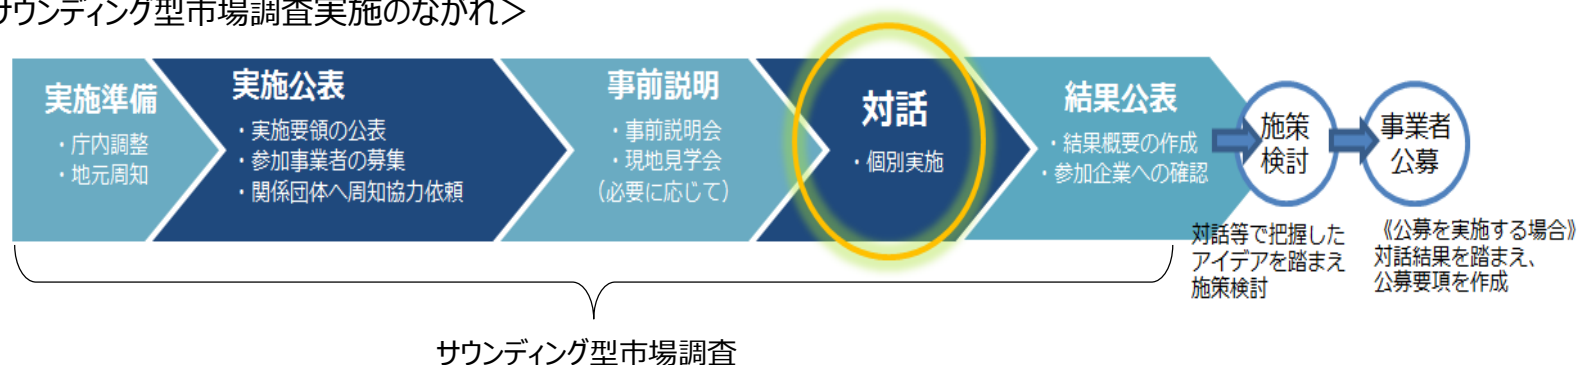 サウンディング型市場調査実施のながれ＞
実施準備
・庁内調整
・地元周知
実施公表
・実施要領の公表
・参加事業者の募集
・関係団体へ周知協力依頼
事前説明
・事前説明会
・現地見学会
（必要に応じて）
対話
・個別実施
結果公表
・結果概要の作成
・参加企業への確認
施策
検討
事業者
公募
対話等で把握した
アイデアを踏まえ
施策検討
《公募を実施する場合》
対話結果を踏まえ、
公募要項を作成
サウンディング型市場調査